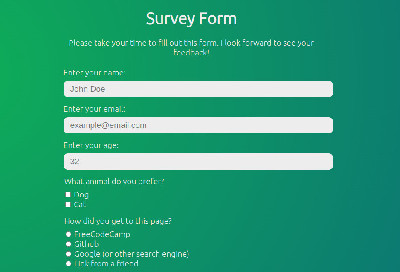 Survey Form
Please take your time to fill out this form. I look forward to see your
feedback!
Enter your name:
John Doe
Enter your email:
example@email.com
Enter your age:
32
What animal do you prefer?
Dog
Cat
How did you get to this page?
FreeCodeCamp
Github
Google (or other search engine)
Link from a friend